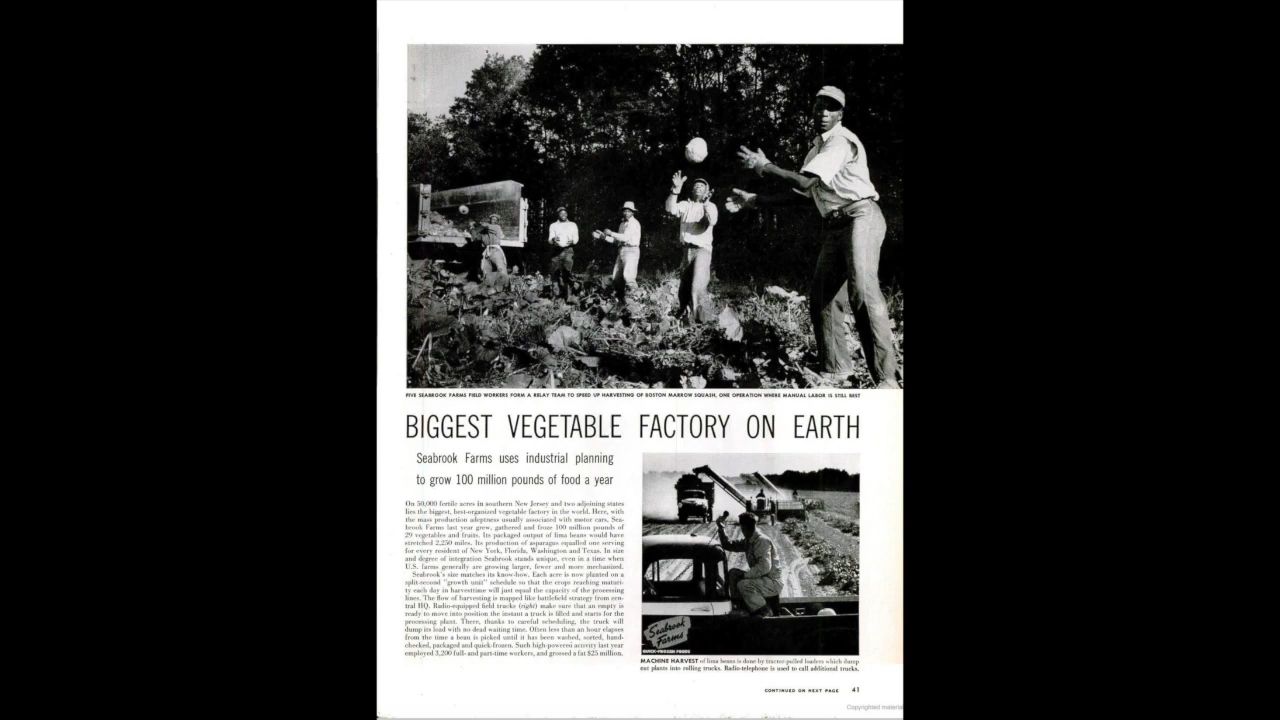 FIVE SEABROOK FARMS FIELD WORKERS FORM A RELAY TEAM TO SPEED UP HARVESTING OF BOSTON MARROW SQUASH, ONE OPERATION WHERE MANUAL LABOR IS STILL BEST
BIGGEST VEGETABLE FACTORY ON EARTH
Seabrook Farms uses industrial planning
to grow 100 million pounds of food a year
On 50,000 fertile acres in southern New Jersey and two adjoining states
lies the biggest, best-organized vegetable factory in the world. Here, with
the mass production adeptness usually associated with motor cars, Sea-
brook Farms last year grew, gathered and froze 100 million pounds of
29 vegetables and fruits. Its packaged output of lima beans would have
stretched 2,250 miles. Its production of asparagus equalled one serving
for every resident of New York, Florida, Washington and Texas. In size
and degree of integration Seabrook stands unique, even in a time when
U.S. farms generally are growing larger, fewer and more mechanized.
Seabrook's size matches its know-how. Each acre is now planted on a
split-second "growth unit" schedule so that the crops reaching maturi-
ty each day in harvesttime will just equal the capacity of the processing
lines. The flow of harvesting is mapped like battlefield strategy from cen-
tral HQ. Radio-equipped field trucks (right) make sure that an empty is
ready to move into position the instant a truck is filled and starts for the
processing plant. There, thanks to careful scheduling, the truck will
dump its load with no dead waiting time. Often less than an hour elapses
from the time a bean is picked until it has been washed, sorted, hand-
checked, packaged and quick-frozen. Such high-powered activity last year
employed 3,200 full- and part-time workers, and grossed a fat $25 million.
Seabrook
Farms
QUICK-FROZEN FOODS
MACHINE HARVEST of lima beans is done by tractor-pulled loaders which dump
cut plants into rolling trucks. Radio-telephone is used to call additional trucks.
CONTINUED ON NEXT PAGE 41
Copyrighted materia